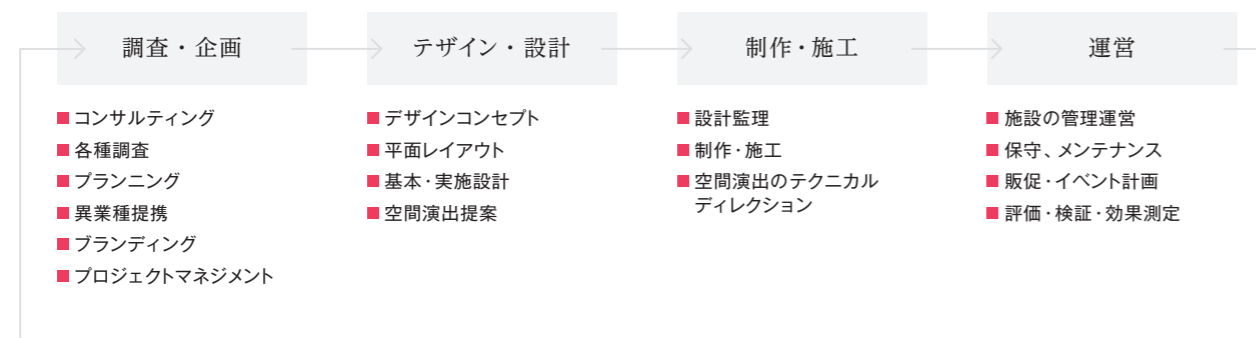 調査・企画
コンサルティング
各種調査
プランニング
異業種提携
ブランディング
プロジェクトマネジメント
テザイン・設計
デザインコンセプト
平面レイアウト
基本・実施設計
空間演出提案
制作・施工
設計監理
制作・施工
空間演出のテクニカル
ディレクション
運営
施設の管理運営
保守、メンテナンス
販促・イベント計画
評価・検証・効果測定